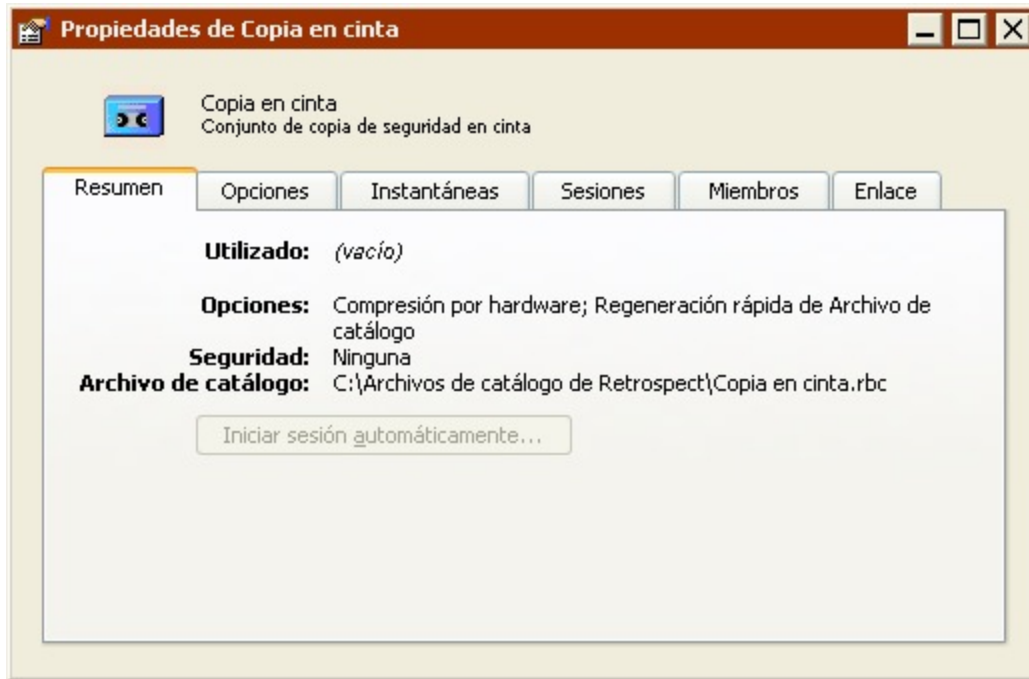 Propiedades de Copia en cinta
Copia en cinta
Conjunto de copia de seguridad en cinta
Resumen
Opciones
Instantáneas
Sesiones
Miembros
Enlace
Utilizado: (vacío)
Opciones: Compresión por hardware; Regeneración rápida de Archivo de
catálogo
Seguridad: Ninguna
Archivo de catálogo: C:\Archivos de catálogo de Retrospect\Copia en cinta.rbc
Iniciar sesión automáticamente...